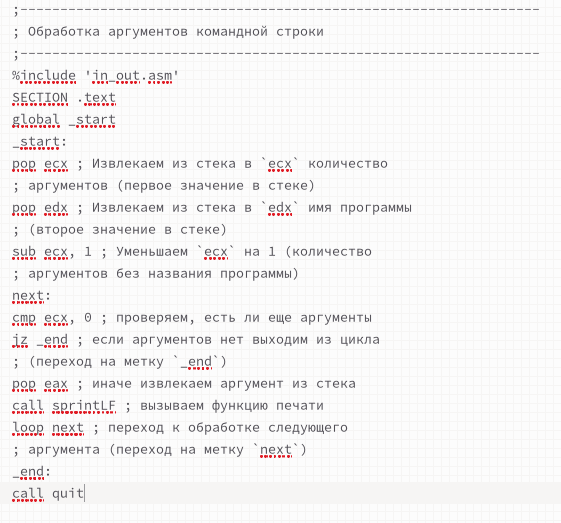 ;-----------------------------------------------------------------
; Обработка аргументов командной строки
;-----------------------------------------------------------------
%include 'in_out.asm'
SECTION .text
global _start
_start:
pop ecx ; Извлекаем из стека в `ecx` количество
; аргументов (первое значение в стеке)
pop edx ; Извлекаем из стека в `edx` имя программы
; (второе значение в стеке)
sub ecx, 1 ; Уменьшаем `ecx` на 1 (количество
; аргументов без названия программы)
next:
cmp ecx, 0 ; проверяем, есть ли еще аргументы
jz _end ; если аргументов нет выходим из цикла
; (переход на метку `_end`)
pop eax ; иначе извлекаем аргумент из стека
call sprintLF ; вызываем функцию печати
loop next ; переход к обработке следующего
; аргумента (переход на метку `next`)
_end:
call quit